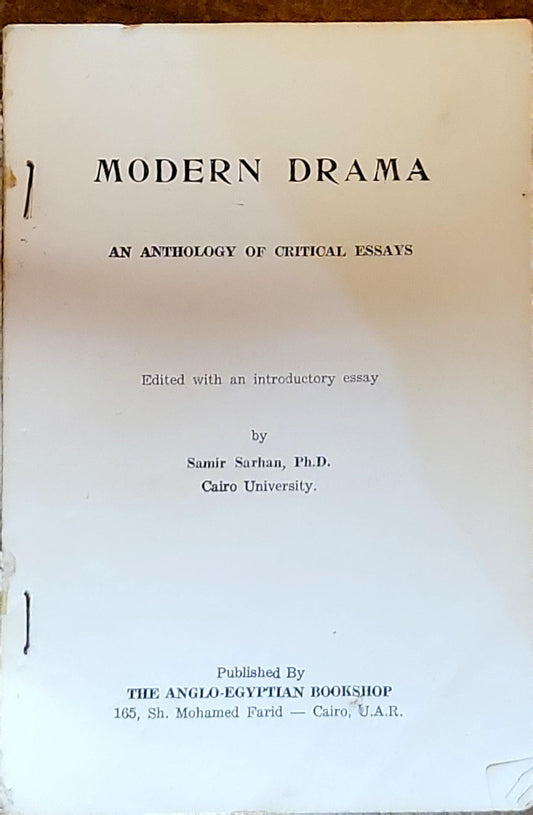 MODERN DRAMA
AN ANTHOLOGY OF CRITICAL ESSAYS
Edited with an introductory essay
by
Samir Sarhan, Ph.D.
Cairo University.
Published By
THE ANGLO-EGYPTIAN BOOKSHOP
165, Sh. Mohamed Farid — Cairo, U.A.R.